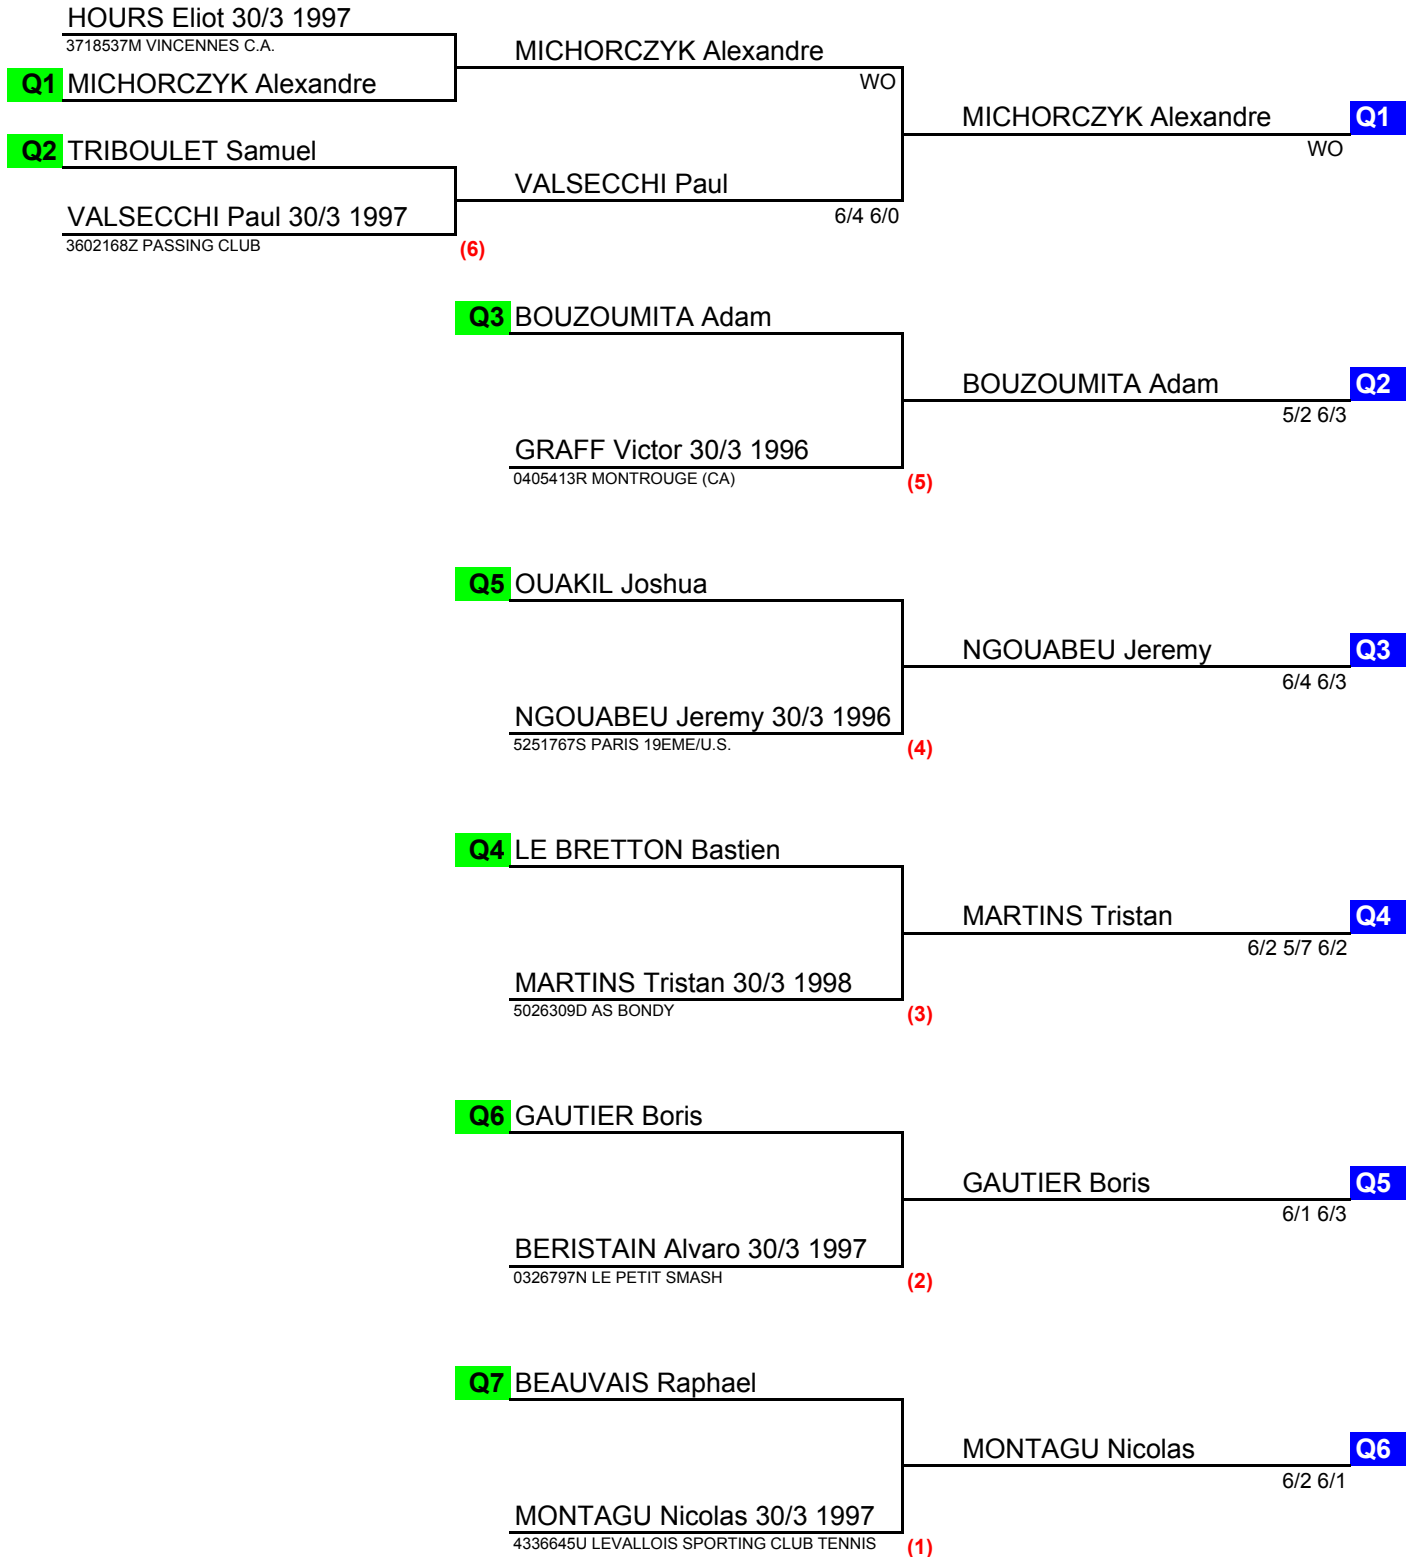 HOURS Eliot 30/3 1997
3718537M VINCENNES C.A.
MICHORCZYK Alexandre
Q1 MICHORCZYK Alexandre
WO
MICHORCZYK Alexandre Q1
WO
Q2 TRIBOULET Samuel
VALSECCHI Paul
6/4 6/0
VALSECCHI Paul 30/3 1997
3602168Z PASSING CLUB
(6)
Q3 BOUZOUMITA Adam
BOUZOUMITA Adam Q2
5/2 6/3
GRAFF Victor 30/3 1996
0405413R MONTROUGE (CA)
(5)
Q5 OUAKIL Joshua
NGOUABEU Jeremy Q3
6/4 6/3
NGOUABEU Jeremy 30/3 1996
5251767S PARIS 19EME/U.S.
(4)
Q4 LE BRETTON Bastien
MARTINS Tristan Q4
6/2 5/7 6/2
MARTINS Tristan 30/3 1998
5026309D AS BONDY
(3)
Q6 GAUTIER Boris
GAUTIER Boris Q5
6/1 6/3
BERISTAIN Alvaro 30/3 1997
0326797N LE PETIT SMASH
(2)
Q7 BEAUVAIS Raphael
MONTAGU Nicolas Q6
6/2 6/1
MONTAGU Nicolas 30/3 1997
4336645U LEVALLOIS SPORTING CLUB TENNIS
(1)